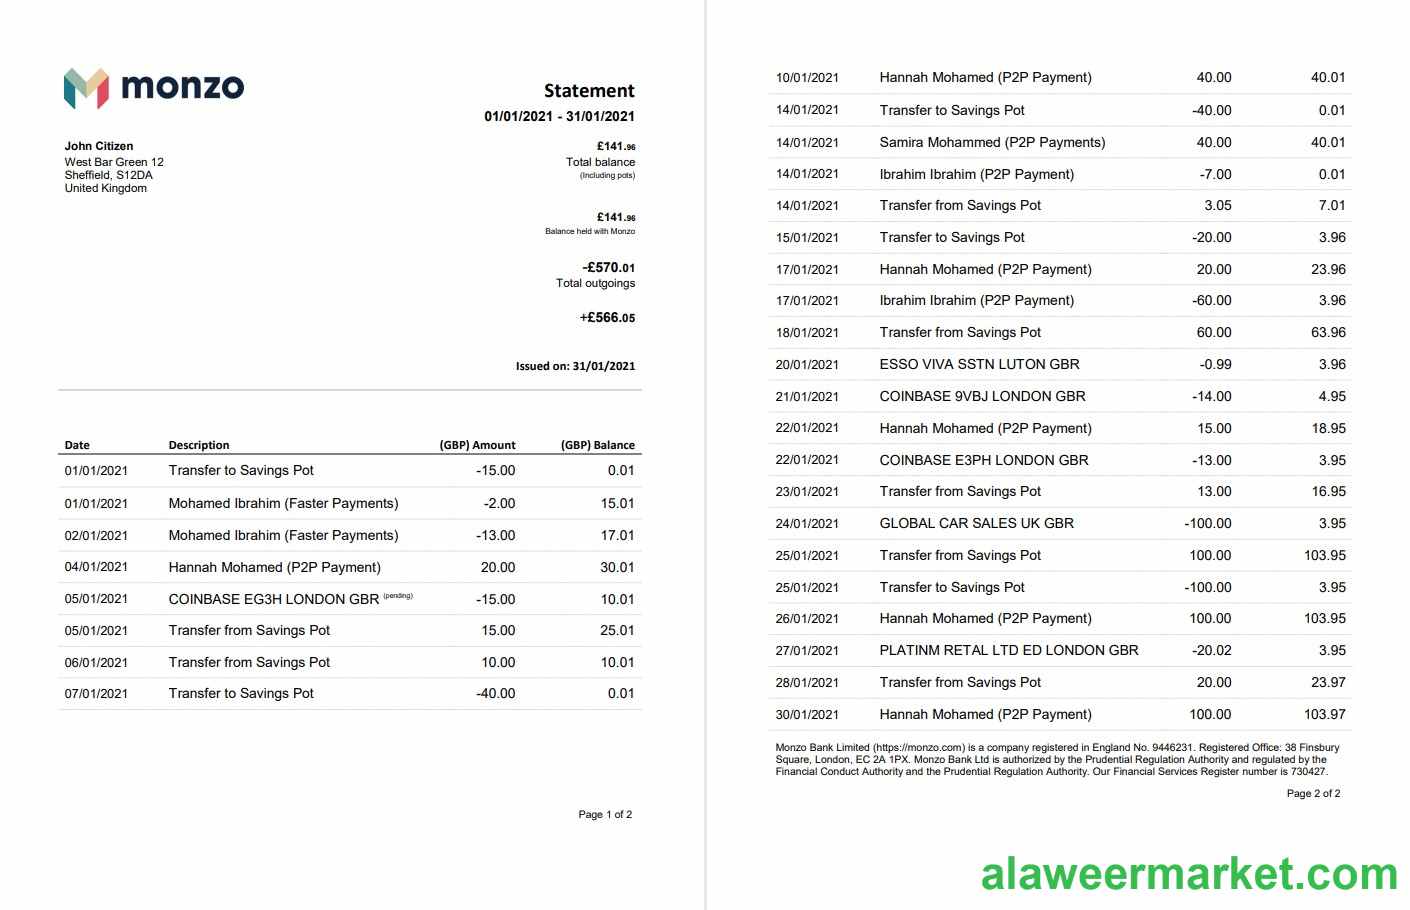 monzo
Statement
01/01/2021 - 31/01/2021
John Citizen
West Bar Green 12
Sheffield, S12DA
United Kingdom
£141.96
Total balance
(Including pots)
£141.96
Balance held with Monzo
-£570.01
Total outgoings
+£566.05
Issued on: 31/01/2021
Date Description (GBP) Amount (GBP) Balance
01/01/2021 Transfer to Savings Pot -15.00 0.01
01/01/2021 Mohamed Ibrahim (Faster Payments) -2.00 15.01
02/01/2021 Mohamed Ibrahim (Faster Payments) -13.00 17.01
04/01/2021 Hannah Mohamed (P2P Payment) 20.00 30.01
05/01/2021 COINBASE EG3H LONDON GBR (pending) -15.00 10.01
05/01/2021 Transfer from Savings Pot 15.00 25.01
06/01/2021 Transfer from Savings Pot 10.00 10.01
07/01/2021 Transfer to Savings Pot -40.00 0.01
Page 1 of 2
10/01/2021 Hannah Mohamed (P2P Payment) 40.00 40.01
14/01/2021 Transfer to Savings Pot -40.00 0.01
14/01/2021 Samira Mohammed (P2P Payments) 40.00 40.01
14/01/2021 Ibrahim Ibrahim (P2P Payment) -7.00 0.01
14/01/2021 Transfer from Savings Pot 3.05 7.01
15/01/2021 Transfer to Savings Pot -20.00 3.96
17/01/2021 Hannah Mohamed (P2P Payment) 20.00 23.96
17/01/2021 Ibrahim Ibrahim (P2P Payment) -60.00 3.96
18/01/2021 Transfer from Savings Pot 60.00 63.96
20/01/2021 ESSO VIVA SSTN LUTON GBR -0.99 3.96
21/01/2021 COINBASE 9VBJ LONDON GBR -14.00 4.95
22/01/2021 Hannah Mohamed (P2P Payment) 15.00 18.95
22/01/2021 COINBASE E3PH LONDON GBR -13.00 3.95
23/01/2021 Transfer from Savings Pot 13.00 16.95
24/01/2021 GLOBAL CAR SALES UK GBR -100.00 3.95
25/01/2021 Transfer from Savings Pot 100.00 103.95
25/01/2021 Transfer to Savings Pot -100.00 3.95
26/01/2021 Hannah Mohamed (P2P Payment) 100.00 103.95
27/01/2021 PLATINM RETAL LTD ED LONDON GBR -20.02 3.95
28/01/2021 Transfer from Savings Pot 20.00 23.97
30/01/2021 Hannah Mohamed (P2P Payment) 100.00 103.97
Monzo Bank Limited (https://monzo.com) is a company registered in England No. 9446231. Registered Office: 38 Finsbury
Square, London, EC 2A 1PX. Monzo Bank Ltd is authorized by the Prudential Regulation Authority and regulated by the
Financial Conduct Authority and the Prudential Regulation Authority. Our Financial Services Register number is 730427.
Page 2 of 2
alaweermarket.com